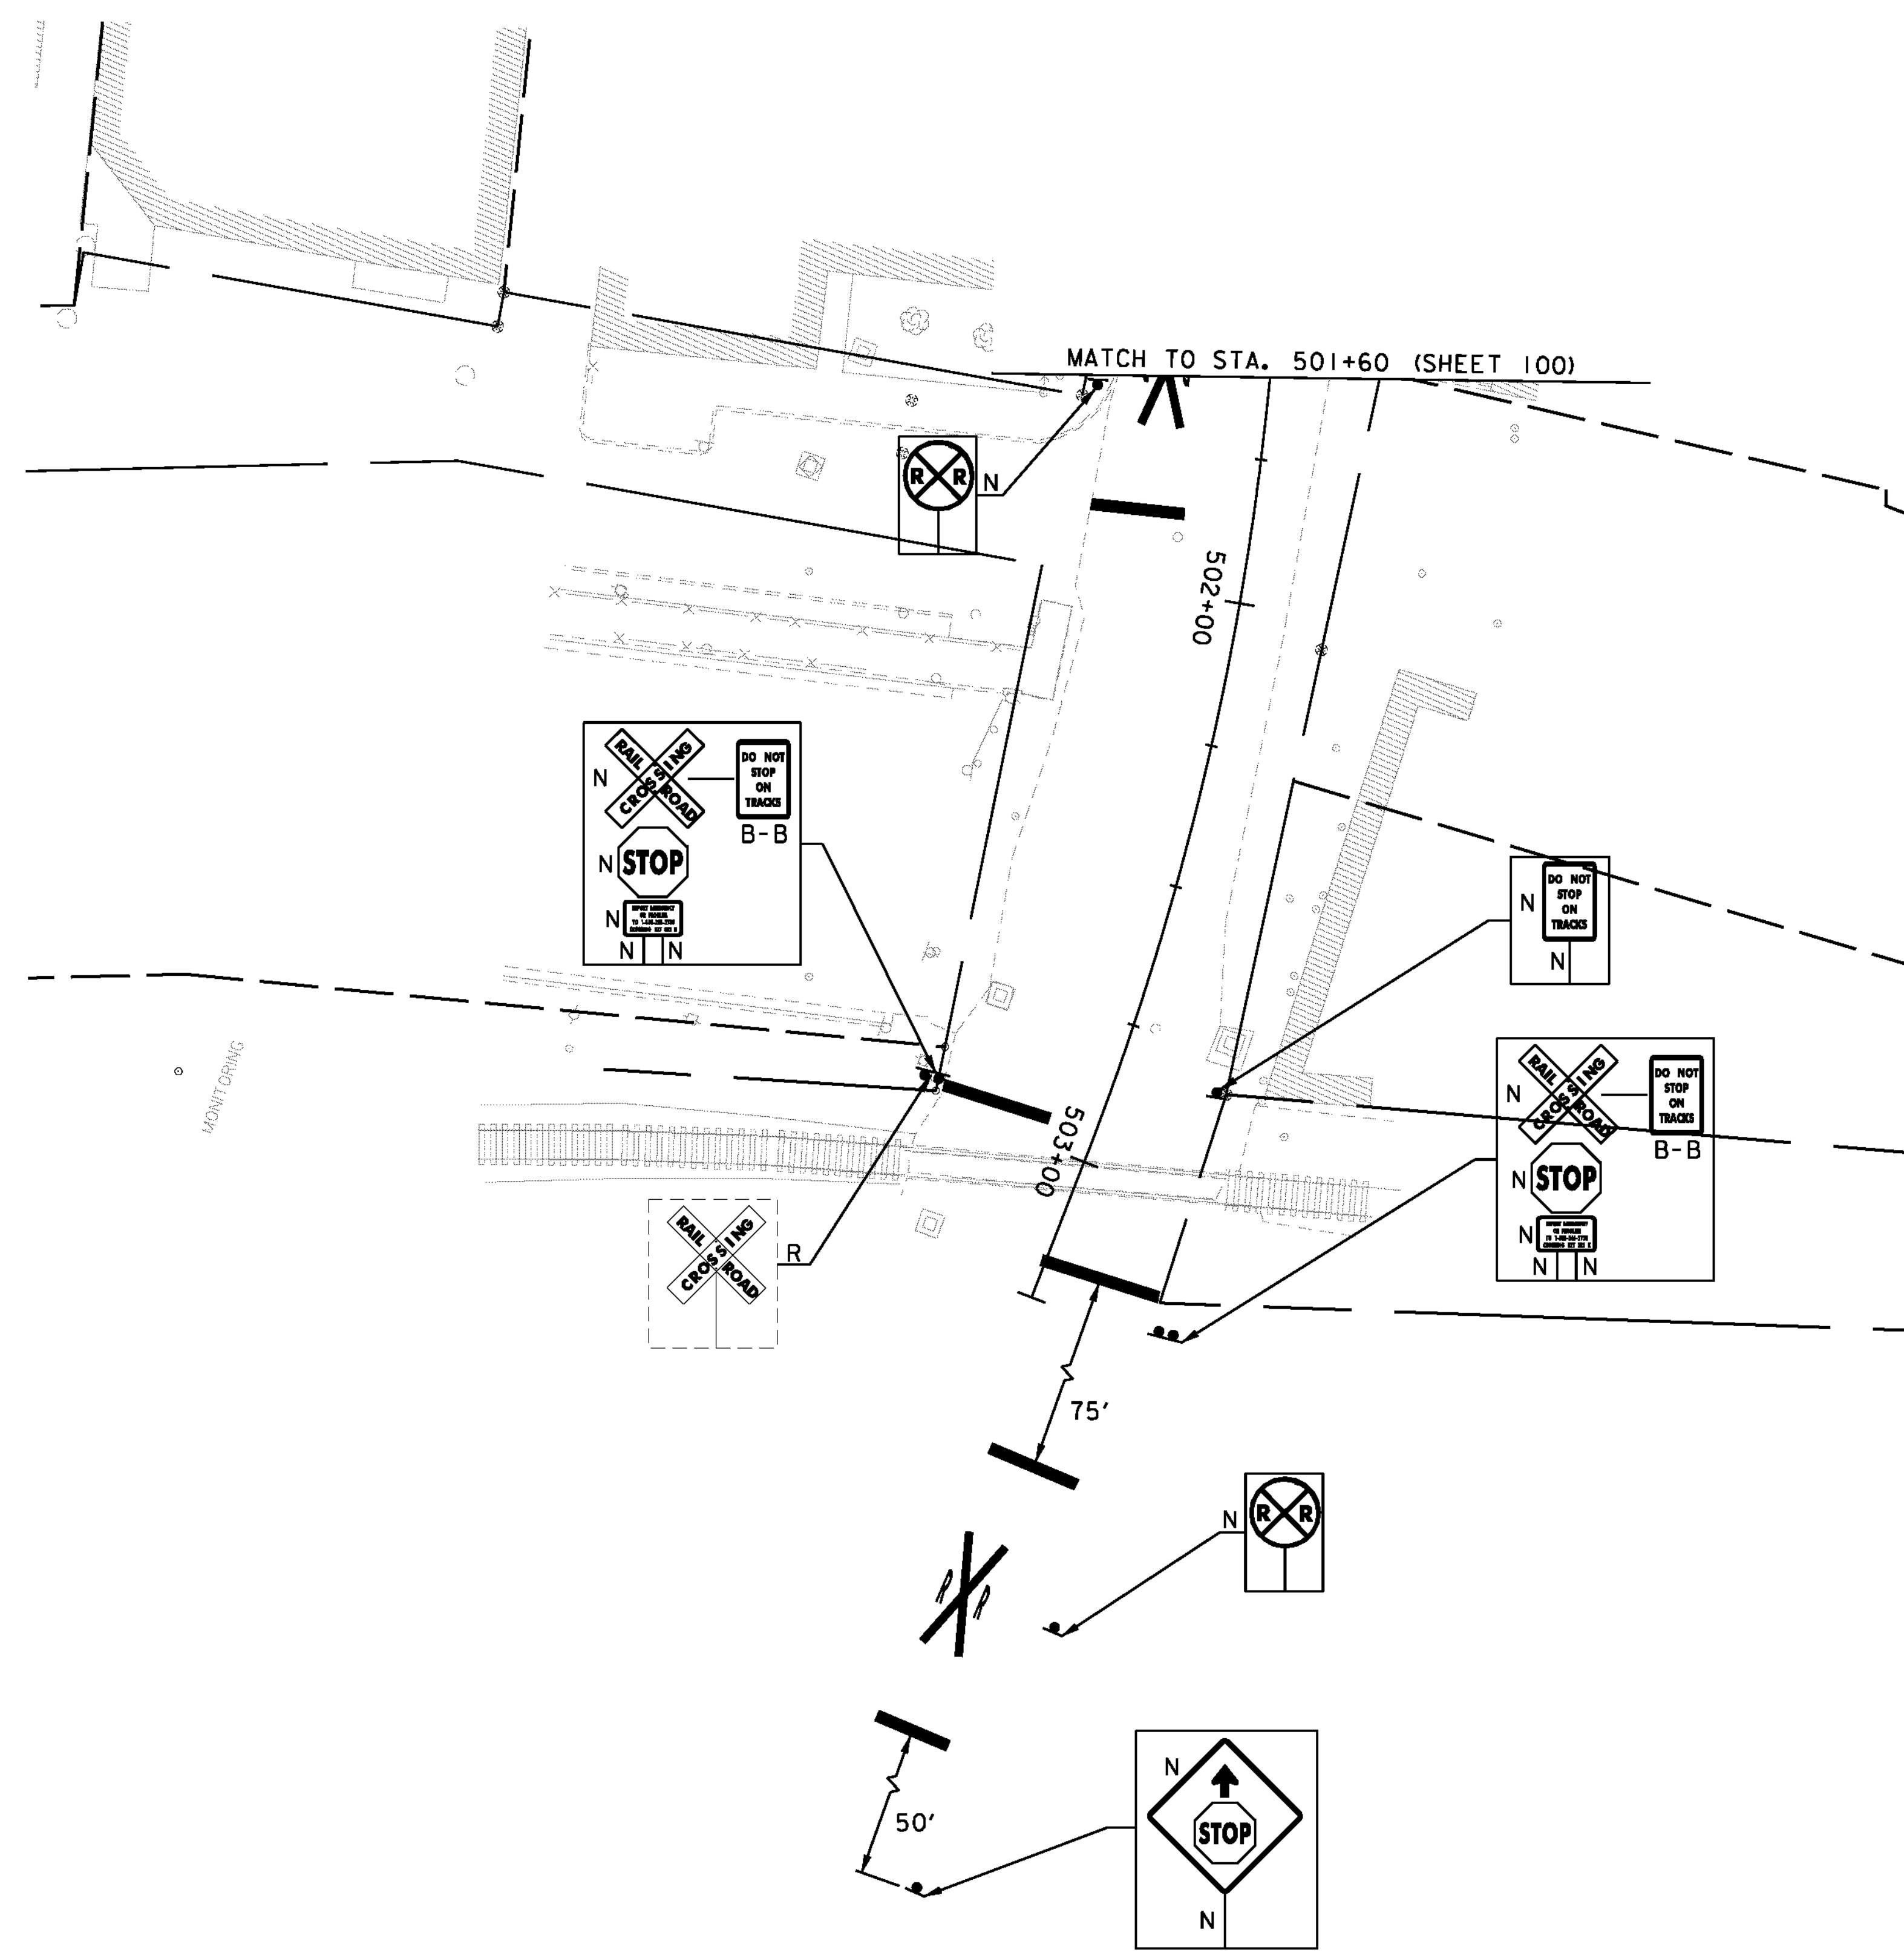 MATCH TO STA. 501+60 (SHEET 100)
R R
N
502+00
RAIL ROAD
CROSSING
N
DO NOT
STOP
ON
TRACKS
B-B
N
STOP
N
N N
DO NOT
STOP
ON
TRACKS
N
N
RAIL ROAD
CROSSING
N
DO NOT
STOP
ON
TRACKS
B-B
N
STOP
N
N N
MONITORING
503+00
RAIL ROAD
CROSSING
R
75'
R R
N
R R
50'
N
STOP
N